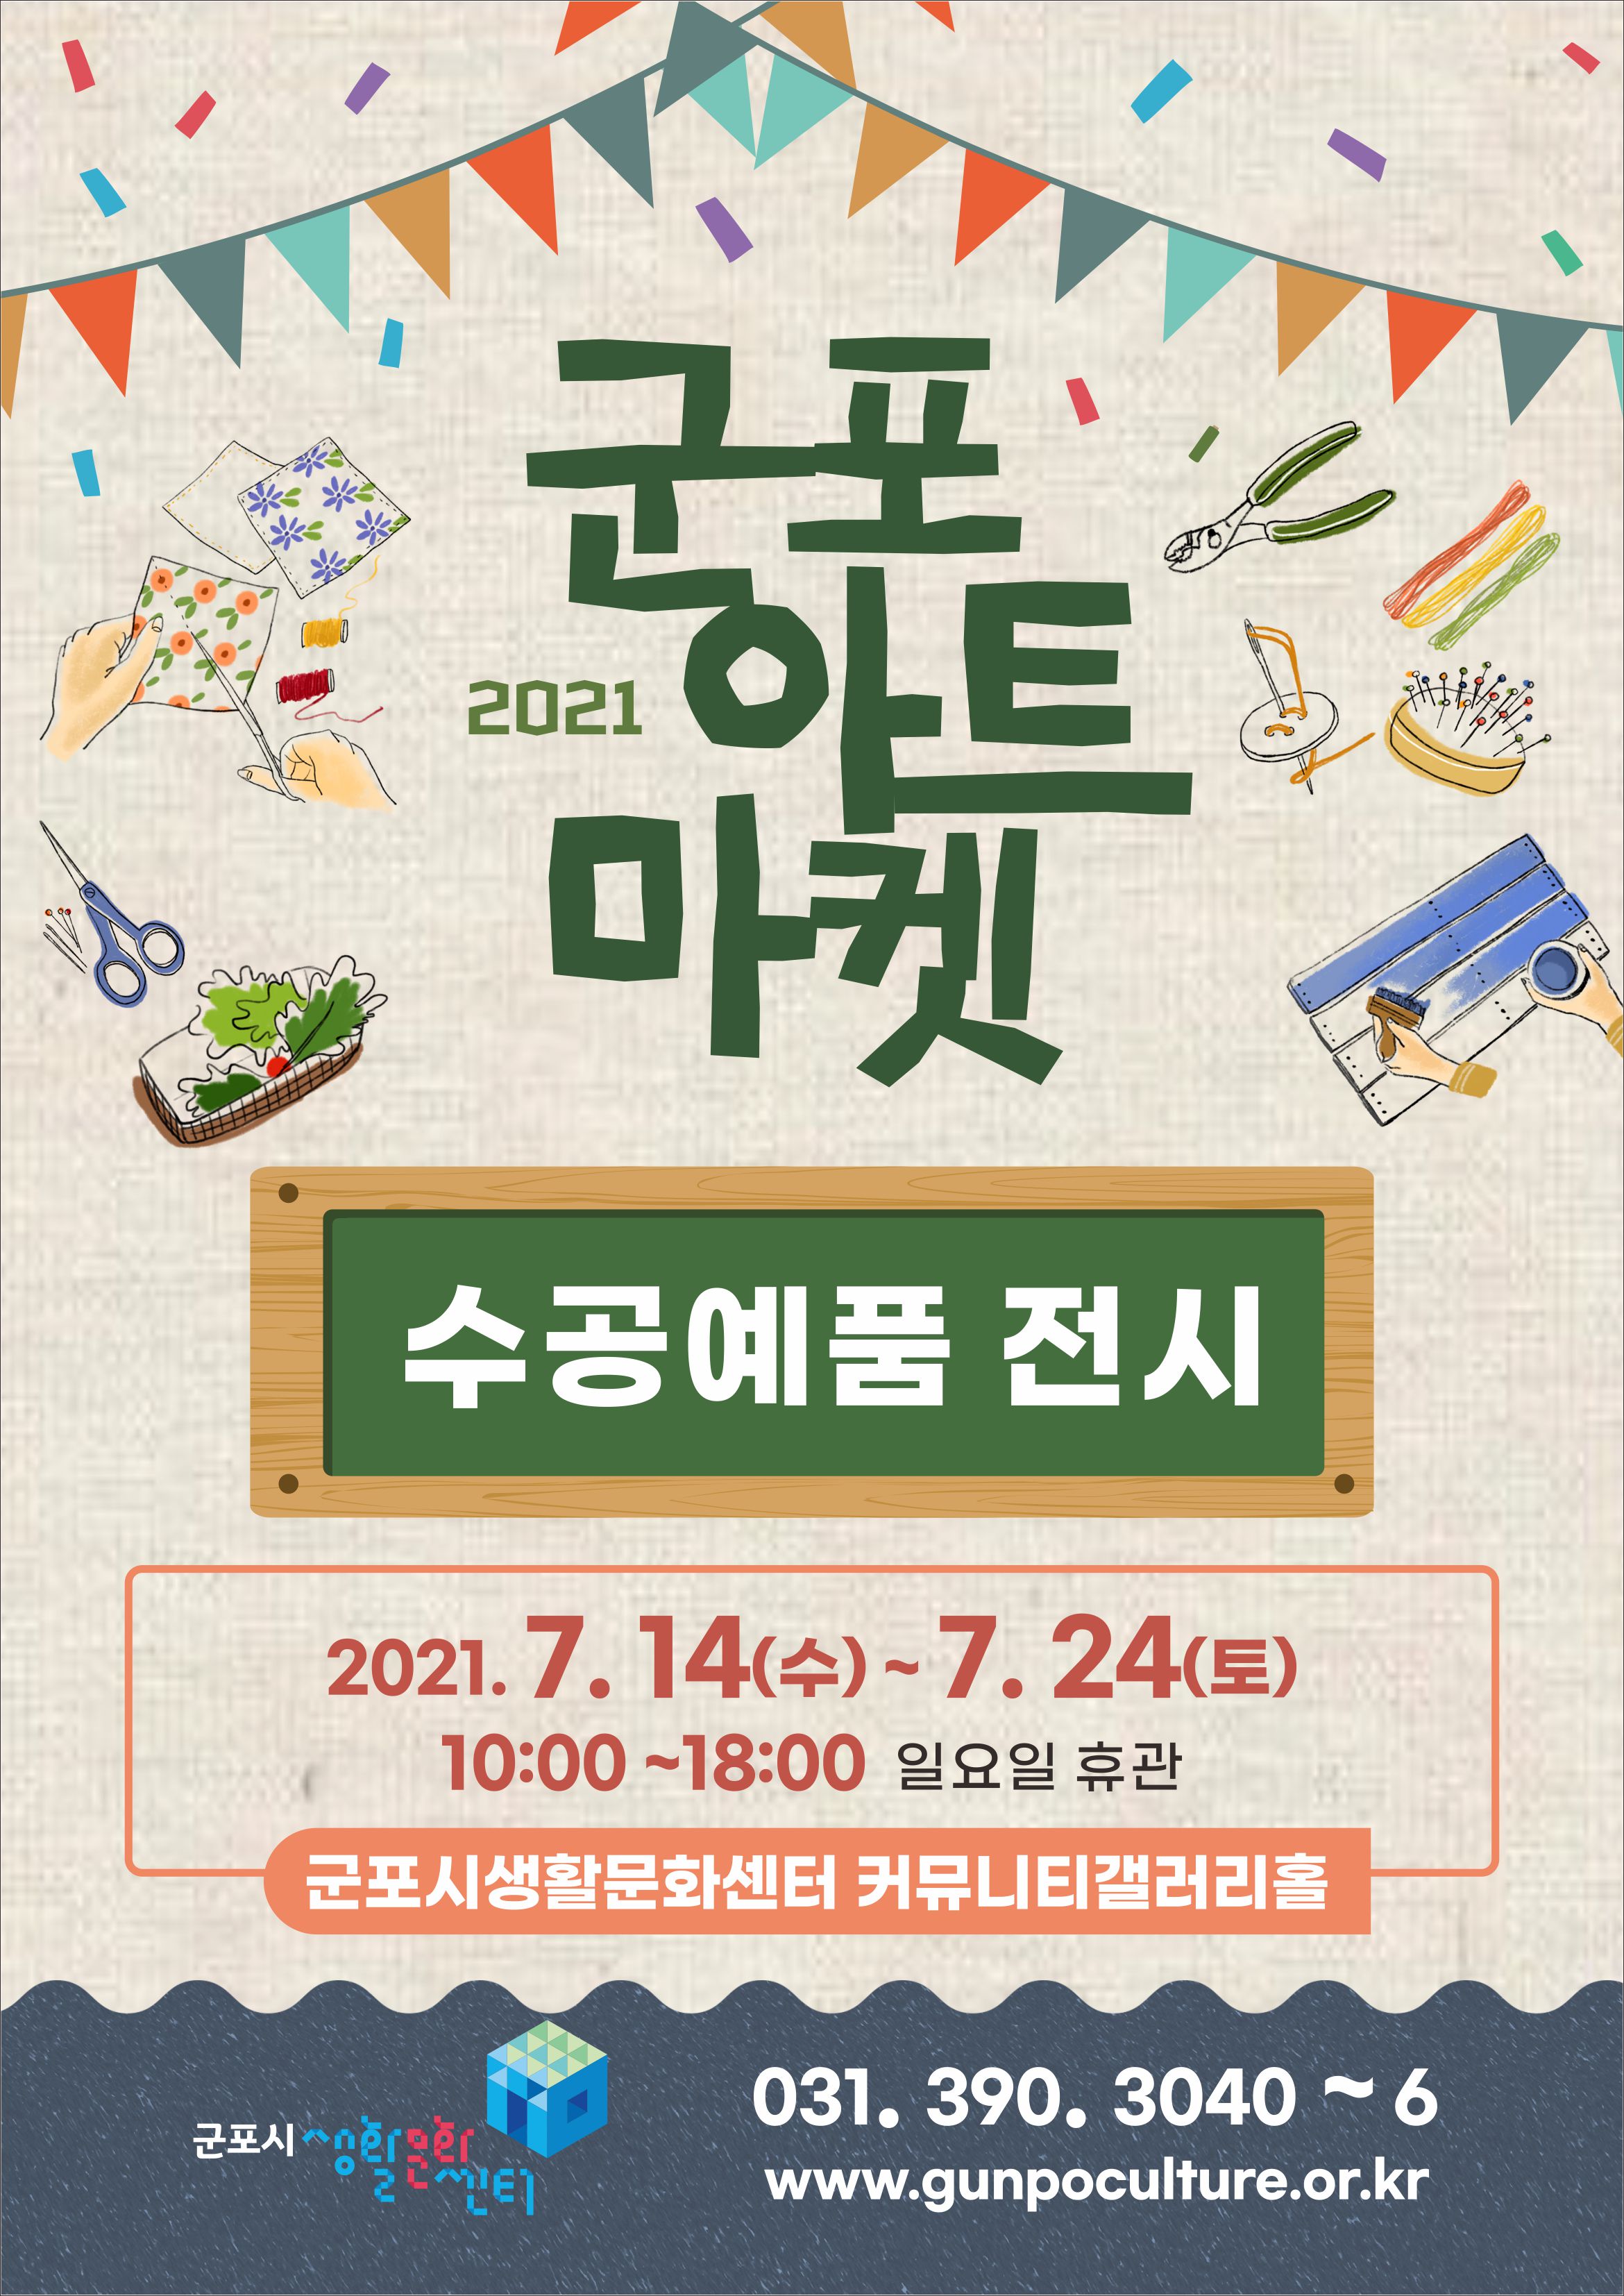 군포
2021 아트
마켓
수공예품 전시
2021. 7. 14(수) ~ 7. 24(토)
10:00 ~18:00 일요일 휴관
군포시생활문화센터 커뮤니티갤러리홀
군포시 생활문화센터
031. 390. 3040 ~ 6
www.gunpoculture.or.kr